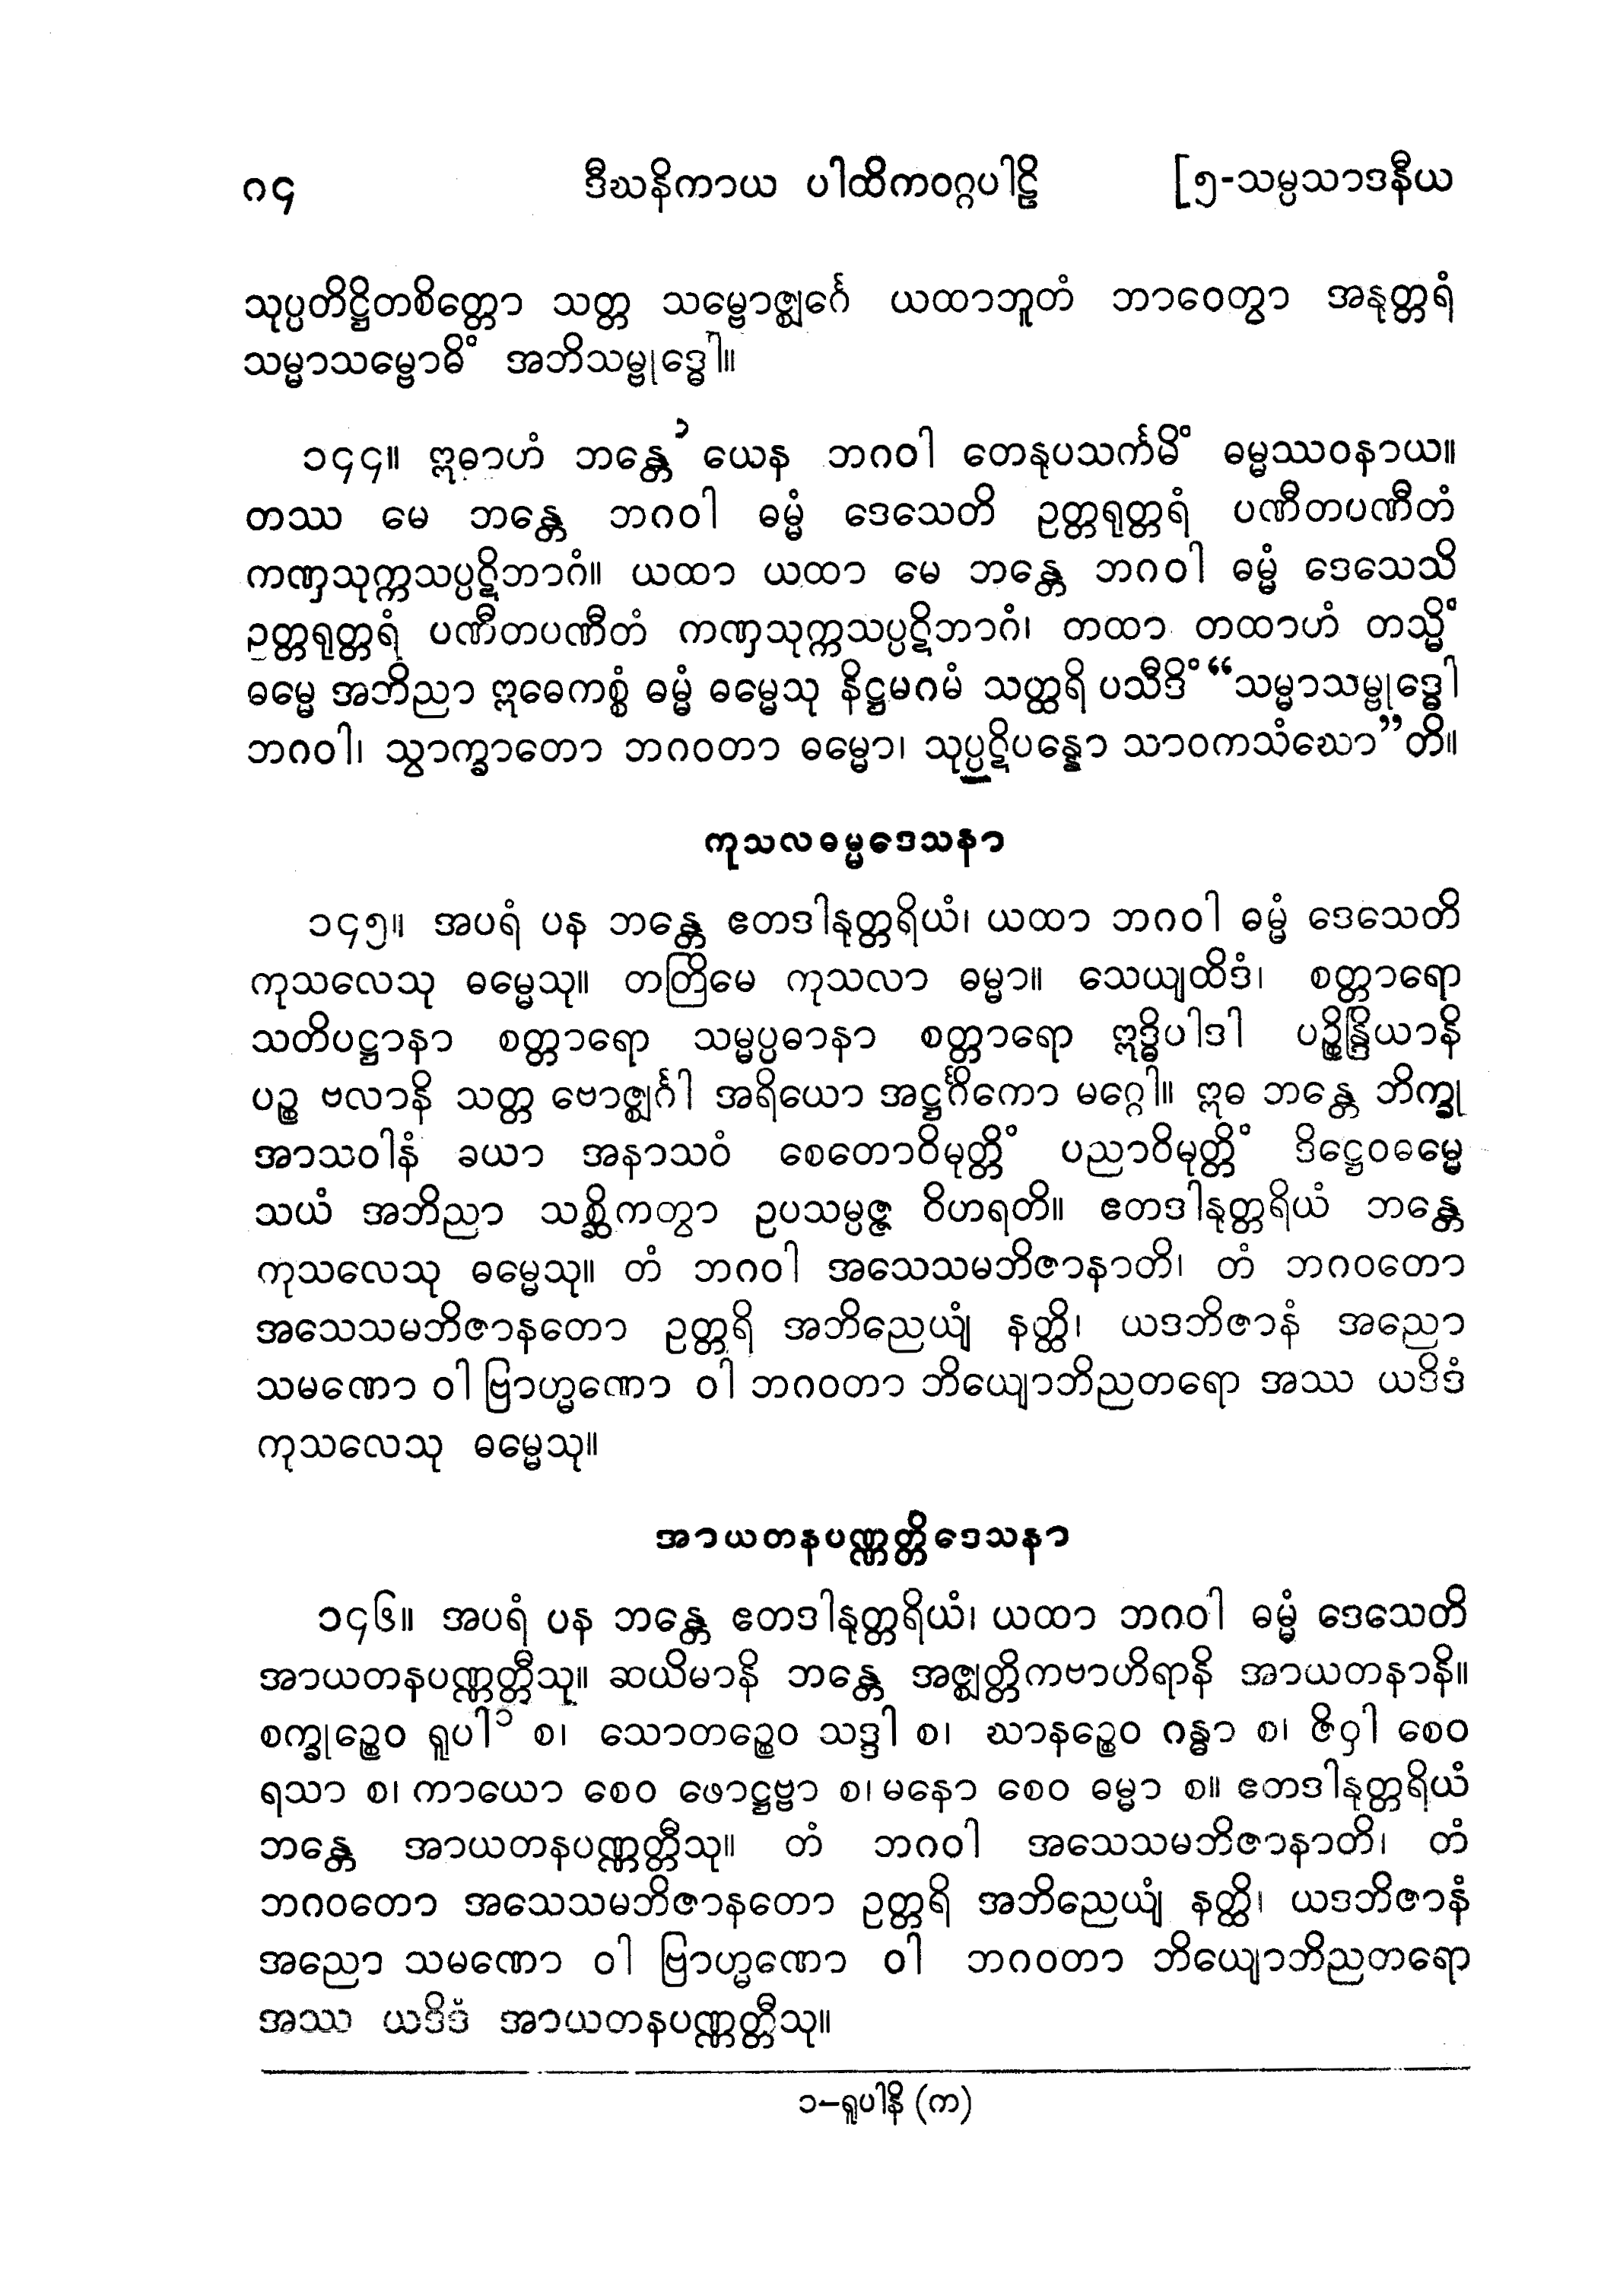 ၈၄ ဒီဃနိကာယ ပါထိကဝဂ္ဂပါဠိ [၅-သမ္ပသာဒနီယ
သုပ္ပတိဋ္ဌိတစိတ္တော သတ္တ သမ္ဗောဇ္ဈင်္ဂေ ယထာဘူတံ ဘာဝေတွာ အနုတ္တရံ
သမ္မာသမ္ဗောဓိံ အဘိသမ္ဗုဒ္ဓေါ။
၁၄၄။ ဣဓာဟံ ဘန္တေ ယေန ဘဂဝါ တေနုပသင်္ကမိံ ဓမ္မဿဝနာယ။
တဿ မေ ဘန္တေ ဘဂဝါ ဓမ္မံ ဒေသေတိ ဥတ္တရုတ္တရံ ပဏီတပဏီတံ
ကဏှသုက္ကသပ္ပဋိဘာဂံ။ ယထာ ယထာ မေ ဘန္တေ ဘဂဝါ ဓမ္မံ ဒေသေသိ
ဥတ္တရုတ္တရံ ပဏီတပဏီတံ ကဏှသုက္ကသပ္ပဋိဘာဂံ၊ တထာ တထာဟံ တသ္မိံ
ဓမ္မေ အဘိညာ ဣဓေကစ္စံ ဓမ္မံ ဓမ္မေသု နိဋ္ဌမဂမံ သတ္ထရိ ပသီဒိံ “သမ္မာသမ္ဗုဒ္ဓေါ
ဘဂဝါ၊ သွာက္ခာတော ဘဂဝတာ ဓမ္မော၊ သုပ္ပဋိပန္နော သာဝကသံဃော”တိ။
ကုသလဓမ္မဒေသနာ
၁၄၅။ အပရံ ပန ဘန္တေ ဧတဒါနုတ္တရိယံ၊ ယထာ ဘဂဝါ ဓမ္မံ ဒေသေတိ
ကုသလေသု ဓမ္မေသု။ တတြိမေ ကုသလာ ဓမ္မာ။ သေယျထိဒံ၊ စတ္တာရော
သတိပဋ္ဌာနာ စတ္တာရော သမ္မပ္ပဓာနာ စတ္တာရော ဣဒ္ဓိပါဒါ ပဉ္စိန္ဒြိယာနိ
ပဉ္စ ဗလာနိ သတ္တ ဗောဇ္ဈင်္ဂါ အရိယော အဋ္ဌင်္ဂိကော မဂ္ဂေါ။ ဣဓ ဘန္တေ ဘိက္ခု
အာသဝါနံ ခယာ အနာသဝံ စေတောဝိမုတ္တိံ ပညာဝိမုတ္တိံ ဒိဋ္ဌေဝဓမ္မေ
သယံ အဘိညာ သစ္ဆိကတွာ ဥပသမ္ပဇ္ဇ ဝိဟရတိ။ ဧတဒါနုတ္တရိယံ ဘန္တေ
ကုသလေသု ဓမ္မေသု။ တံ ဘဂဝါ အသေသမဘိဇာနာတိ၊ တံ ဘဂဝတော
အသေသမဘိဇာနတော ဥတ္တရိ အဘိညေယျံ နတ္ထိ၊ ယဒဘိဇာနံ အညော
သမဏော ဝါ ဗြာဟ္မဏော ဝါ ဘဂဝတာ ဘိယျောဘိညတရော အဿ ယဒိဒံ
ကုသလေသု ဓမ္မေသု။
အာယတနပဏ္ဏတ္တိဒေသနာ
၁၄၆။ အပရံ ပန ဘန္တေ ဧတဒါနုတ္တရိယံ၊ ယထာ ဘဂဝါ ဓမ္မံ ဒေသေတိ
အာယတနပဏ္ဏတ္တီသု။ ဆယိမာနိ ဘန္တေ အဇ္ဈတ္တိကဗာဟိရာနိ အာယတနာနိ။
စက္ခုဉ္စေဝ ရူပါ၁ စ၊ သောတဉ္စေဝ သဒ္ဒါ စ၊ ဃာနဉ္စေဝ ဂန္ဓာ စ၊ ဇိဝှါ စေဝ
ရသာ စ၊ ကာယော စေဝ ဖောဋ္ဌဗ္ဗာ စ၊ မနော စေဝ ဓမ္မာ စ။ ဧတဒါနုတ္တရိယံ
ဘန္တေ အာယတနပဏ္ဏတ္တီသု။ တံ ဘဂဝါ အသေသမဘိဇာနာတိ၊ တံ
ဘဂဝတော အသေသမဘိဇာနတော ဥတ္တရိ အဘိညေယျံ နတ္ထိ၊ ယဒဘိဇာနံ
အညော သမဏော ဝါ ဗြာဟ္မဏော ဝါ ဘဂဝတာ ဘိယျောဘိညတရော
အဿ ယဒိဒံ အာယတနပဏ္ဏတ္တီသု။
၁–ရူပါနိ (က)